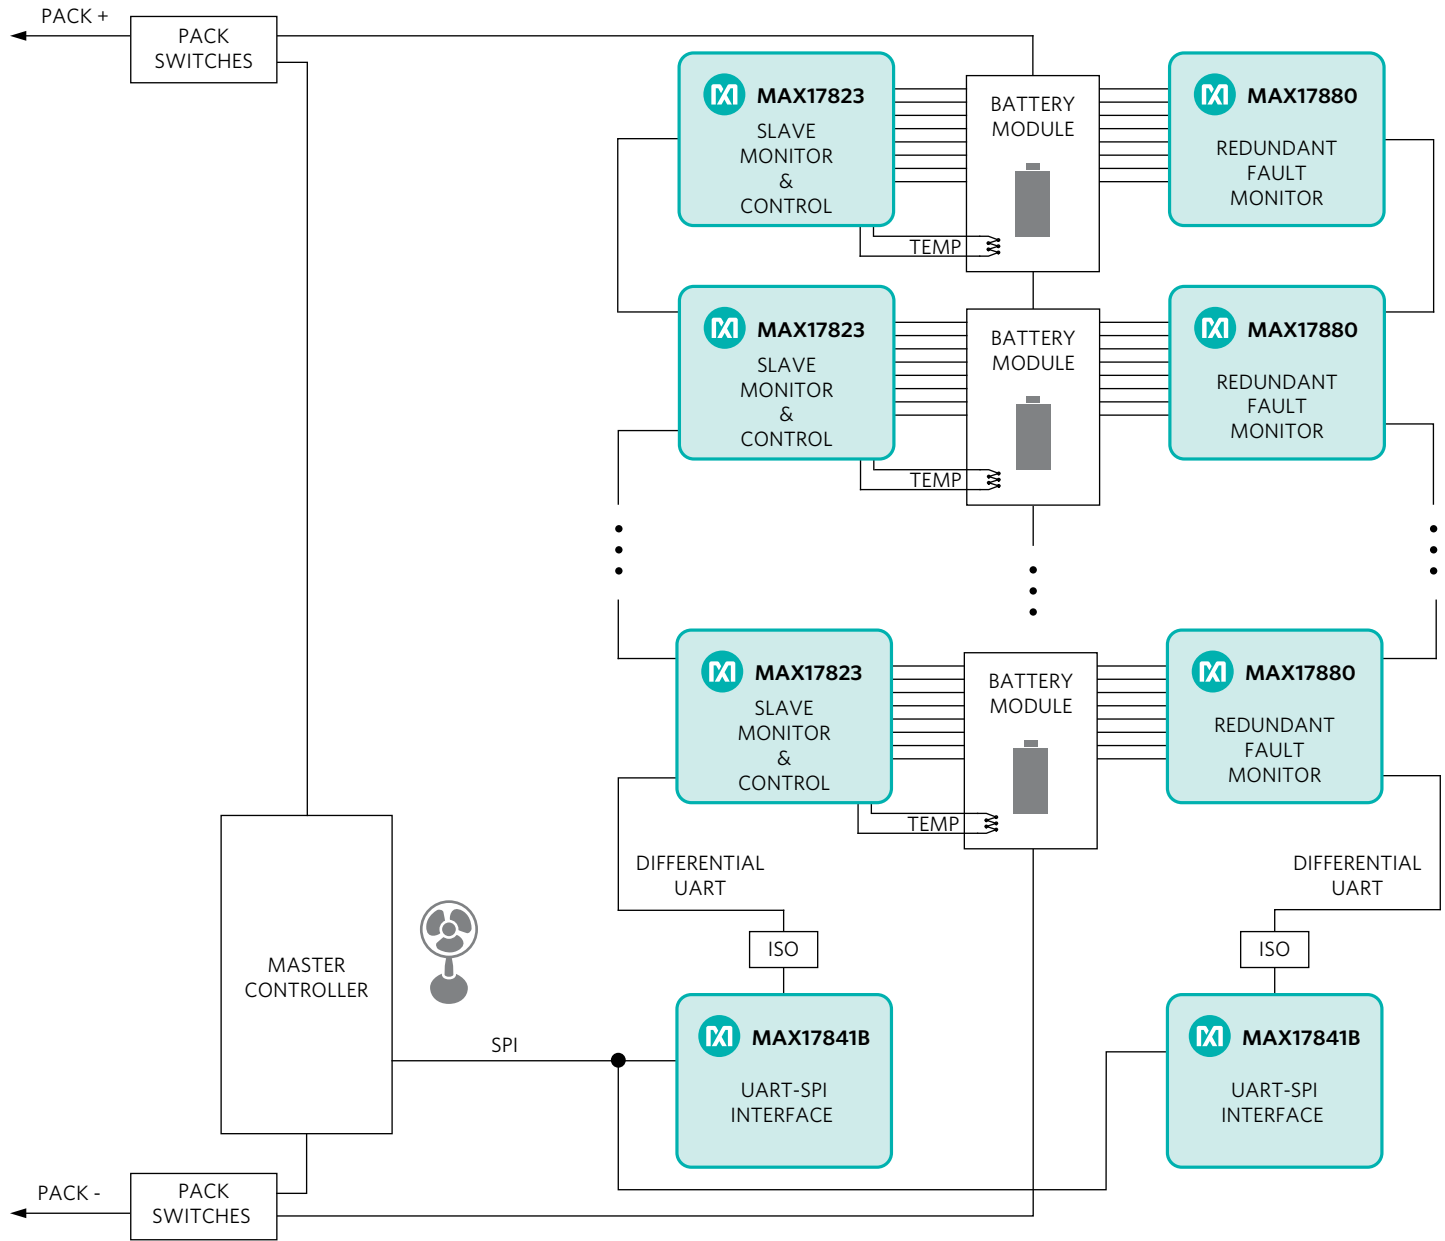 PACK +
PACK
SWITCHES
MAX17823
SLAVE
MONITOR
&
CONTROL
TEMP
BATTERY
MODULE
MAX17880
REDUNDANT
FAULT
MONITOR
MAX17823
SLAVE
MONITOR
&
CONTROL
TEMP
BATTERY
MODULE
MAX17880
REDUNDANT
FAULT
MONITOR
MAX17823
SLAVE
MONITOR
&
CONTROL
TEMP
BATTERY
MODULE
MAX17880
REDUNDANT
FAULT
MONITOR
DIFFERENTIAL
UART
DIFFERENTIAL
UART
ISO
ISO
MASTER
CONTROLLER
SPI
MAX17841B
UART-SPI
INTERFACE
MAX17841B
UART-SPI
INTERFACE
PACK -
PACK
SWITCHES